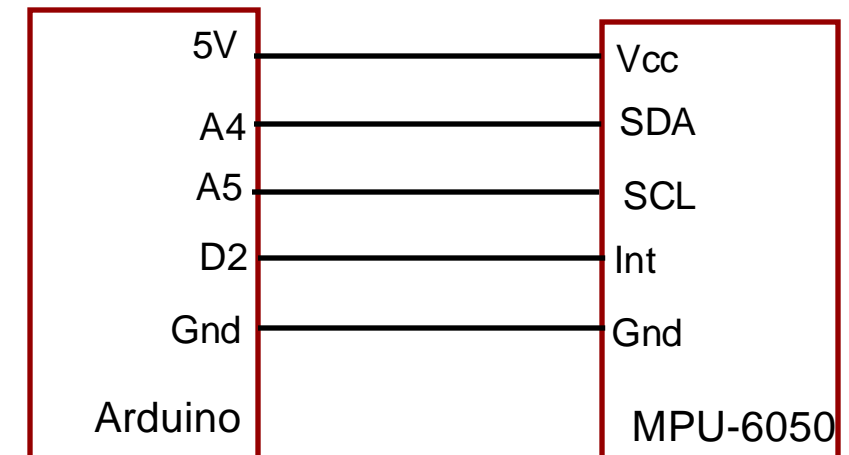 5V Vcc
A4 SDA
A5 SCL
D2 Int
Gnd Gnd
Arduino MPU-6050